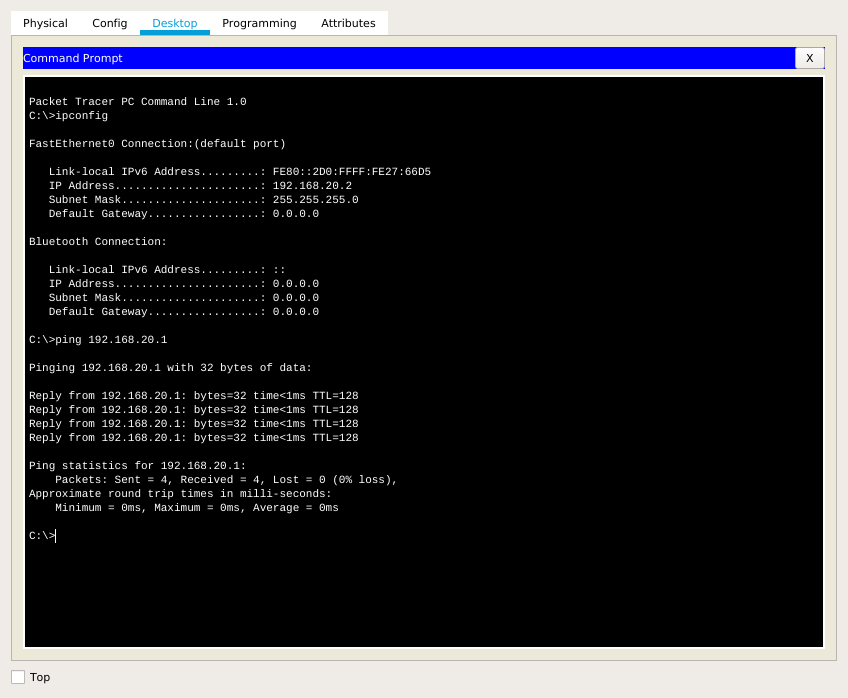 Physical Config Desktop Programming Attributes
Command Prompt X
Packet Tracer PC Command Line 1.0
C:\>ipconfig
FastEthernet0 Connection:(default port)
Link-local IPv6 Address.........: FE80::2D0:FFFF:FE27:66D5
IP Address......................: 192.168.20.2
Subnet Mask.....................: 255.255.255.0
Default Gateway.................: 0.0.0.0
Bluetooth Connection:
Link-local IPv6 Address.........: ::
IP Address......................: 0.0.0.0
Subnet Mask.....................: 0.0.0.0
Default Gateway.................: 0.0.0.0
C:\>ping 192.168.20.1
Pinging 192.168.20.1 with 32 bytes of data:
Reply from 192.168.20.1: bytes=32 time<1ms TTL=128
Reply from 192.168.20.1: bytes=32 time<1ms TTL=128
Reply from 192.168.20.1: bytes=32 time<1ms TTL=128
Reply from 192.168.20.1: bytes=32 time<1ms TTL=128
Ping statistics for 192.168.20.1:
Packets: Sent = 4, Received = 4, Lost = 0 (0% loss),
Approximate round trip times in milli-seconds:
Minimum = 0ms, Maximum = 0ms, Average = 0ms
C:\>
Top